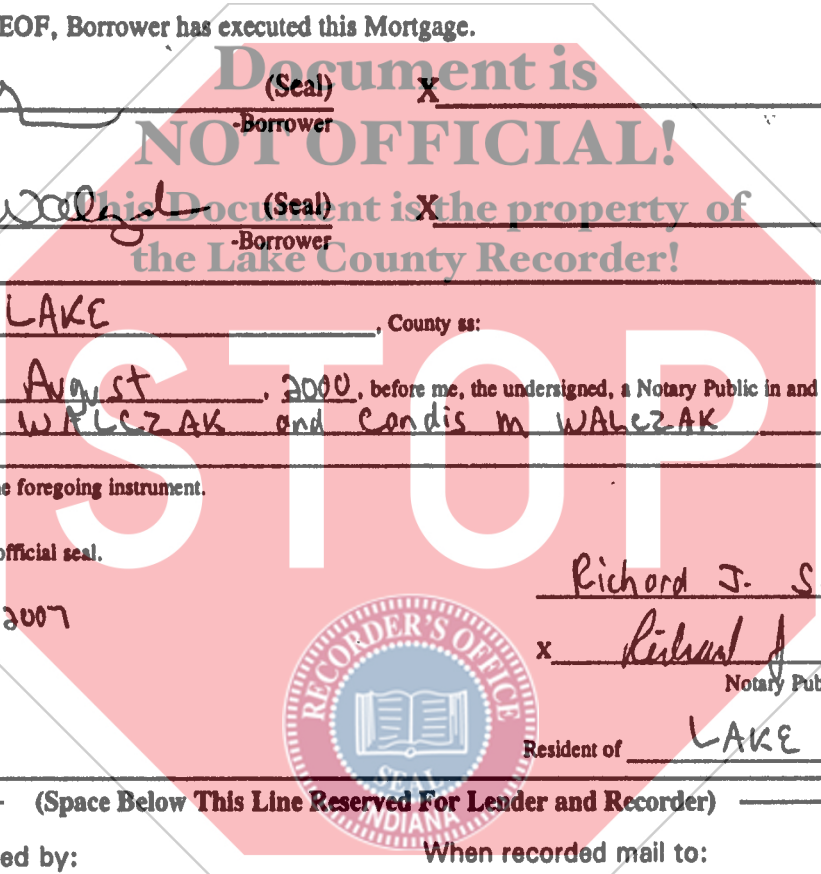 EOF, Borrower has executed this Mortgage.
Document is
(Seal) X
-Borrower
NOT OFFICIAL!
Walczak (Seal) X
This Document is the property of
-Borrower
the Lake County Recorder!
LAKE , County ss:
August , 2000, before me, the undersigned, a Notary Public in and
WALCZAK and Candis M WALCZAK
STOP
e foregoing instrument.
official seal.
Richard J. S
2007
RECORDER'S OFFICE
X Richard J
Notary Pub
Resident of LAKE
SEAL
INDIANA
(Space Below This Line Reserved For Lender and Recorder)
ed by: When recorded mail to: